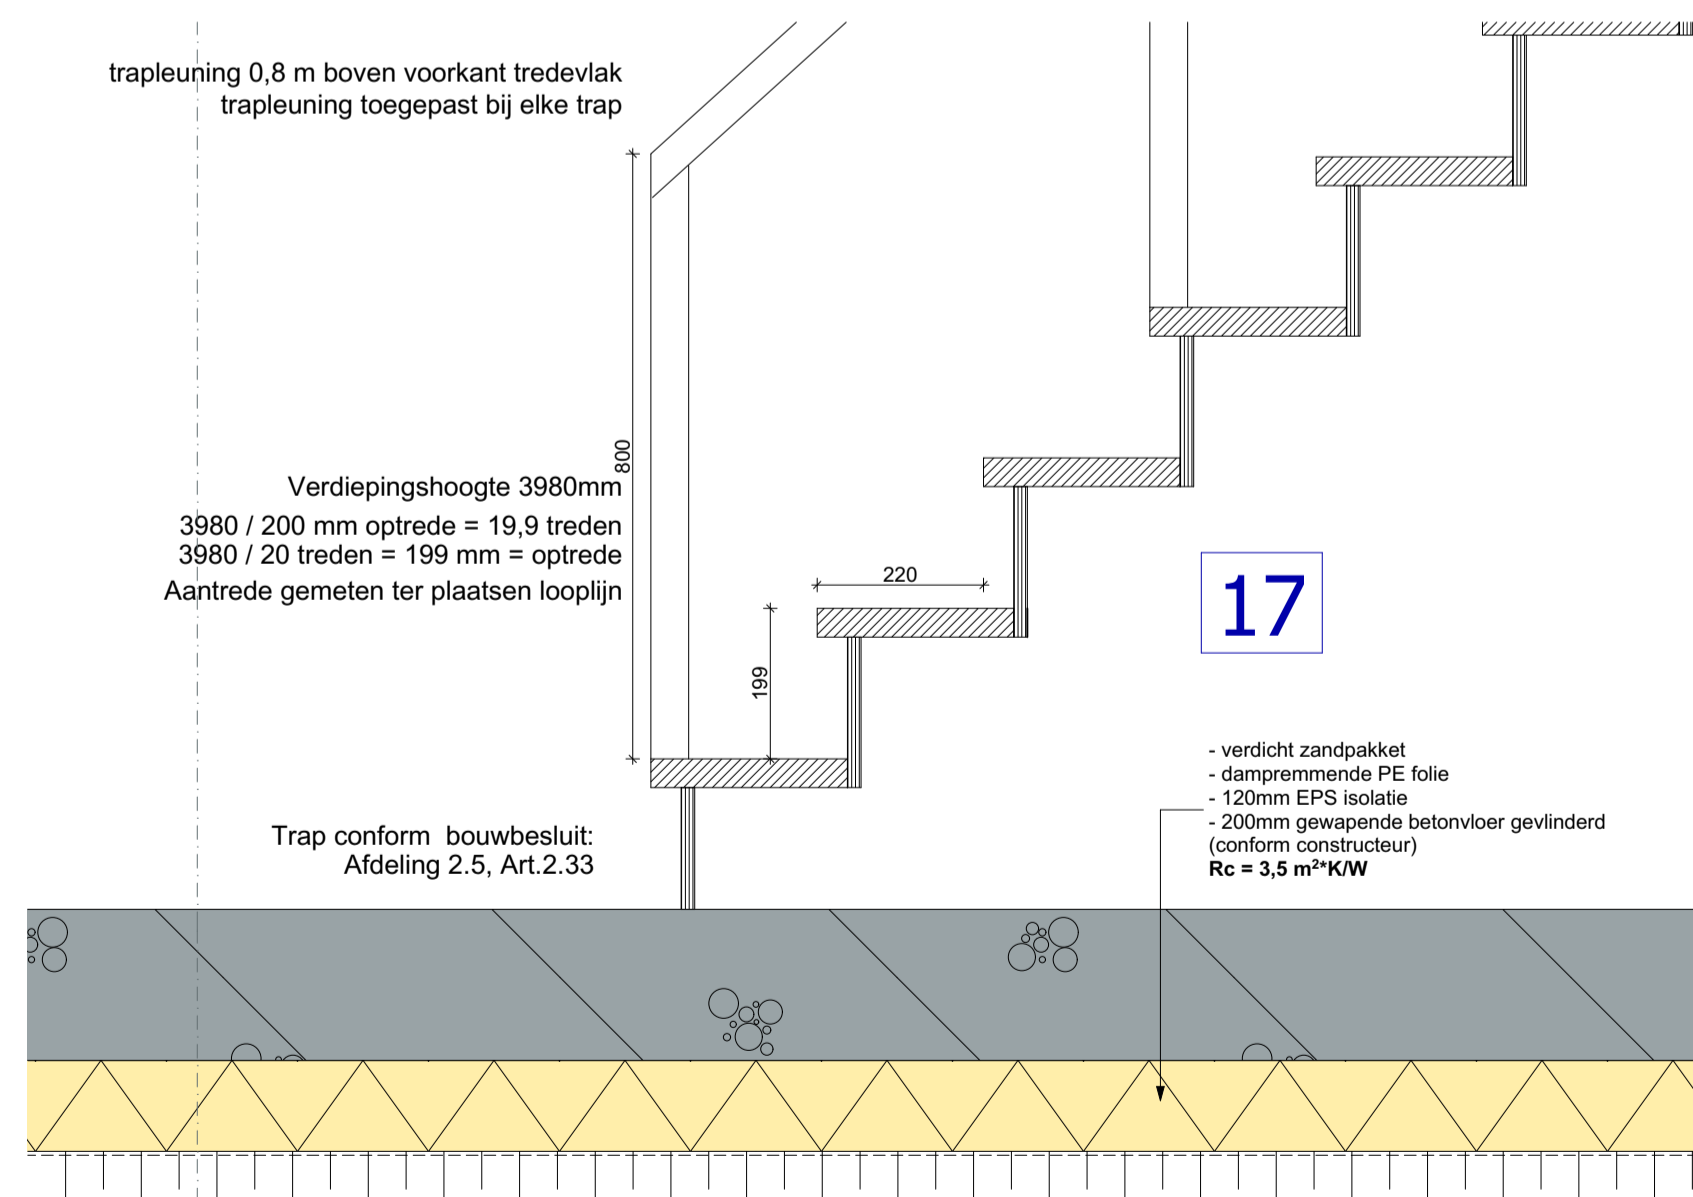 trapleuning 0,8 m boven voorkant tredevlak
trapleuning toegepast bij elke trap
800
Verdiepingshoogte 3980mm
3980 / 200 mm optrede = 19,9 treden
3980 / 20 treden = 199 mm = optrede
Aantrede gemeten ter plaatsen looplijn
220
199
17
- verdicht zandpakket
- dampremmende PE folie
- 120mm EPS isolatie
- 200mm gewapende betonvloer gevlinderd
(conform constructeur)
Rc = 3,5 m²*K/W
Trap conform  bouwbesluit:
Afdeling 2.5, Art.2.33